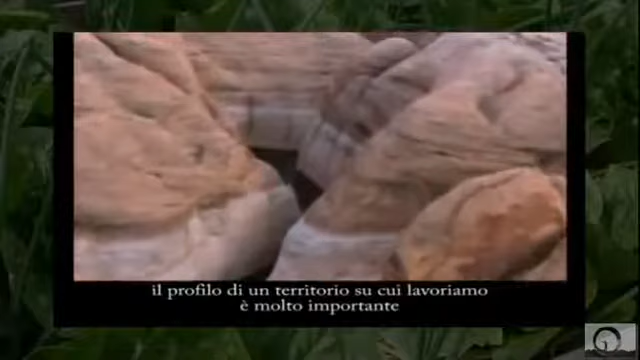 il profilo di un territorio su cui lavoriamo
è molto importante